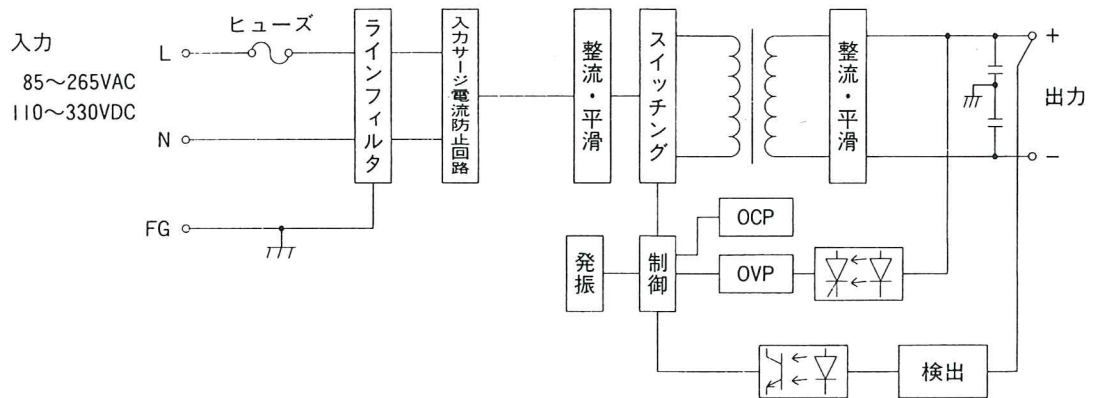 入力
85〜265VAC
110〜330VDC
L
ヒューズ
N
FG
ラインフィルタ
入力サージ電流防止回路
整流・平滑
スイッチング
整流・平滑
+
出力
−
発振
制御
OCP
OVP
検出